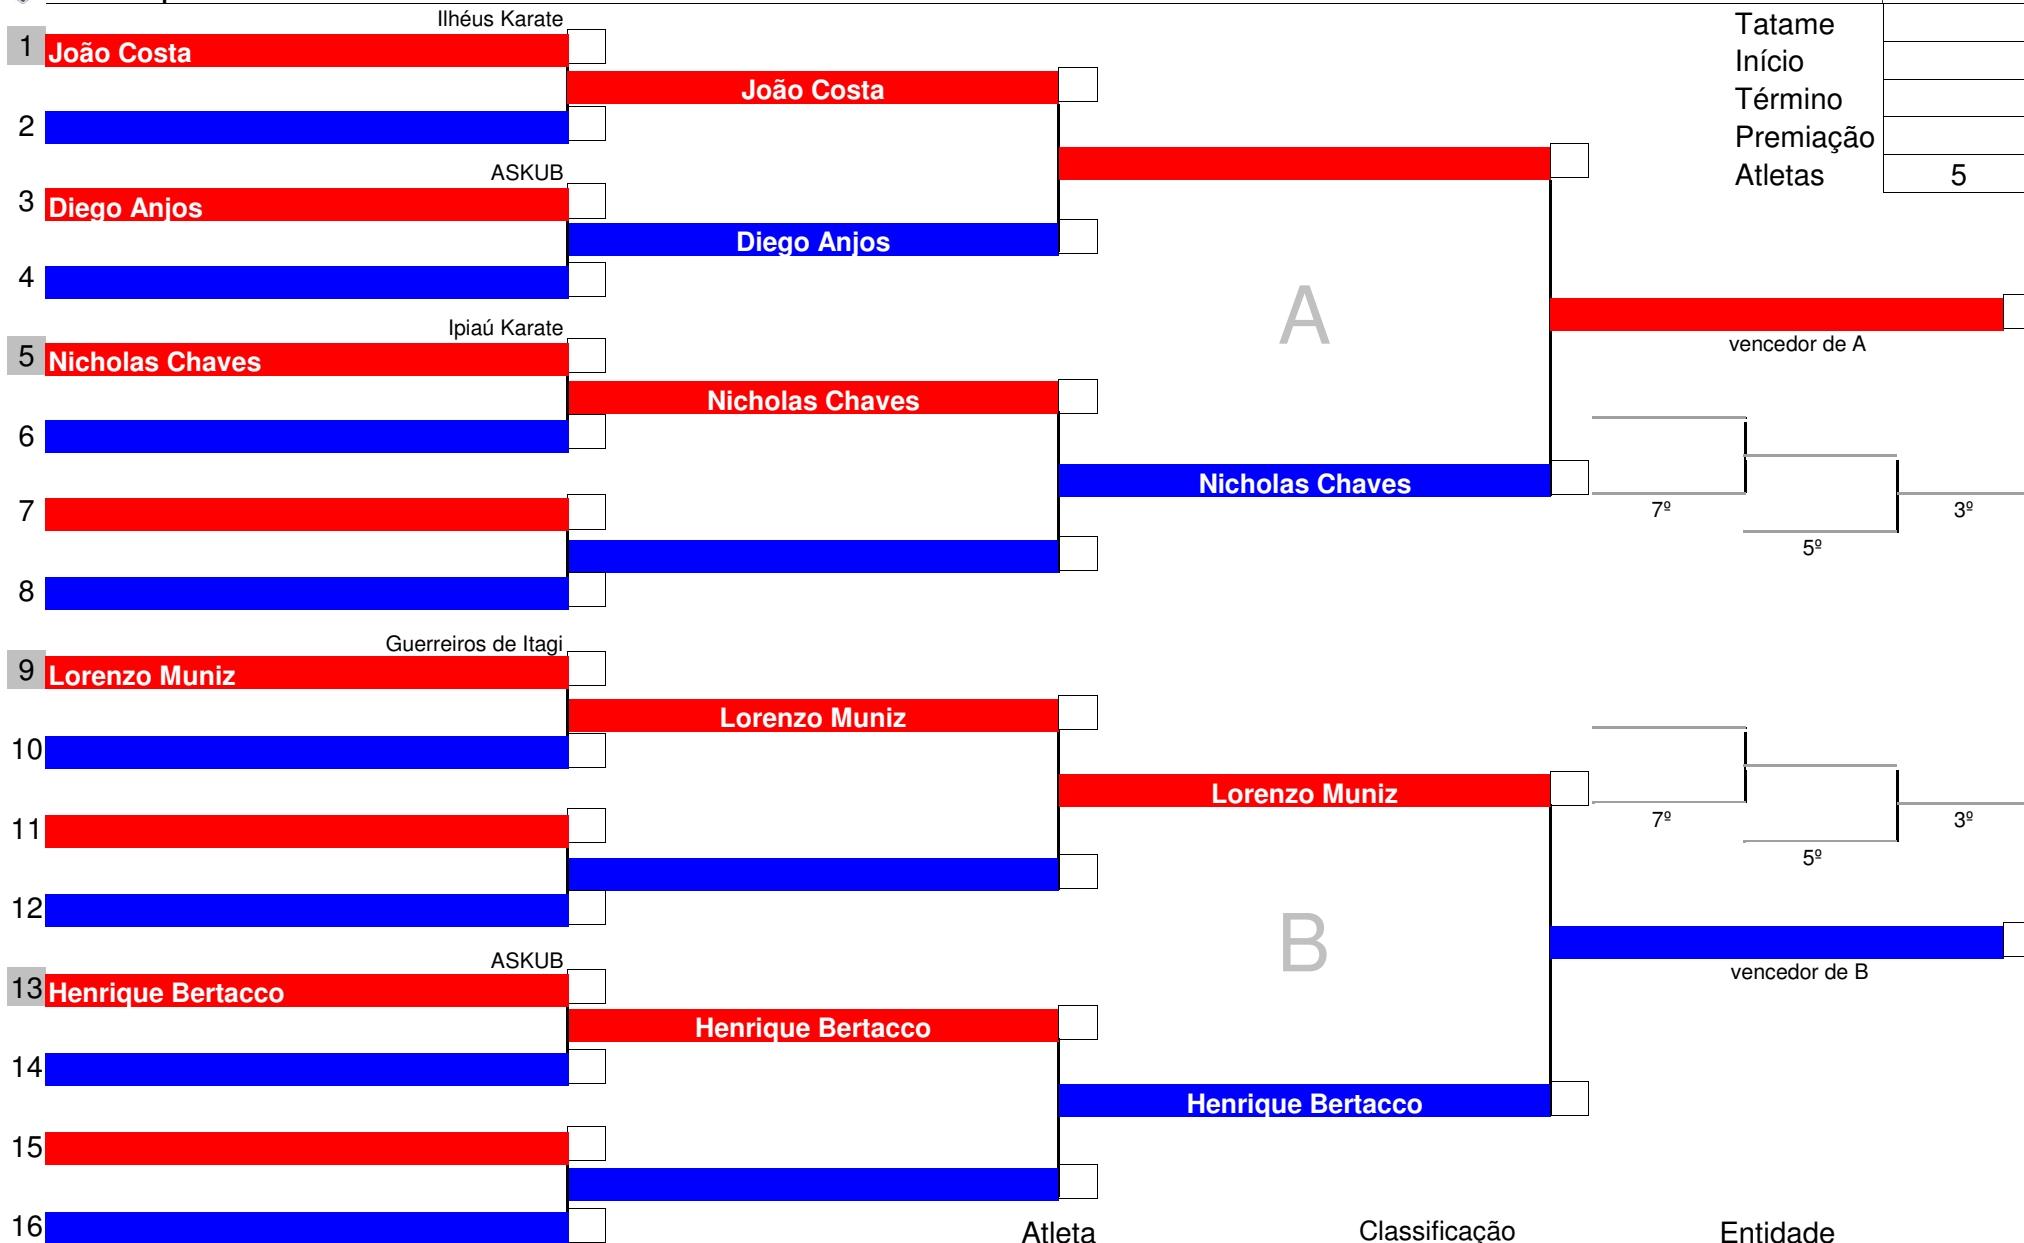 Ilhéus Karate
1 João Costa
João Costa
2
ASKUB
3 Diego Anjos
Diego Anjos
4
Ipiaú Karate
5 Nicholas Chaves
Nicholas Chaves
6
Nicholas Chaves
7
8
A
Guerreiros de Itagi
9 Lorenzo Muniz
Lorenzo Muniz
10
Lorenzo Muniz
11
12
B
ASKUB
13 Henrique Bertacco
Henrique Bertacco
14
Henrique Bertacco
15
16
Tatame
Início
Término
Premiação
Atletas 5
vencedor de A
7º
5º
3º
7º
5º
3º
vencedor de B
Atleta Classificação Entidade